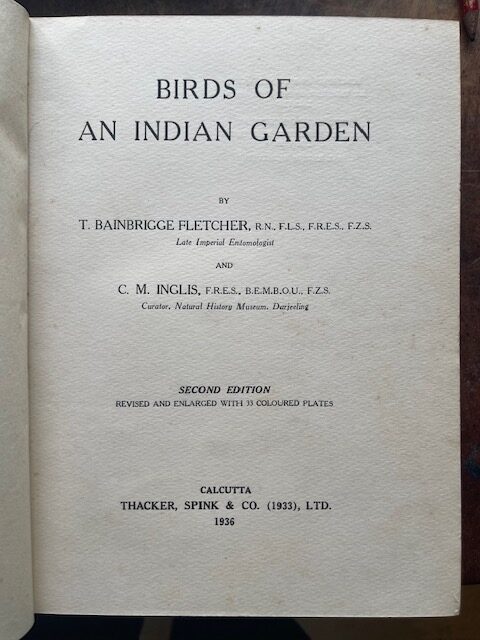 BIRDS OF
AN INDIAN GARDEN
BY
T. BAINBRIGGE FLETCHER, R.N., F.L.S., F.R.E.S., F.Z.S.
Late Imperial Entomologist
AND
C. M. INGLIS, F.R.E.S., B.E.M.B.O.U., F.Z.S.
Curator, Natural History Museum, Darjeeling
SECOND EDITION
REVISED AND ENLARGED WITH 33 COLOURED PLATES
CALCUTTA
THACKER, SPINK & CO. (1933), LTD.
1936